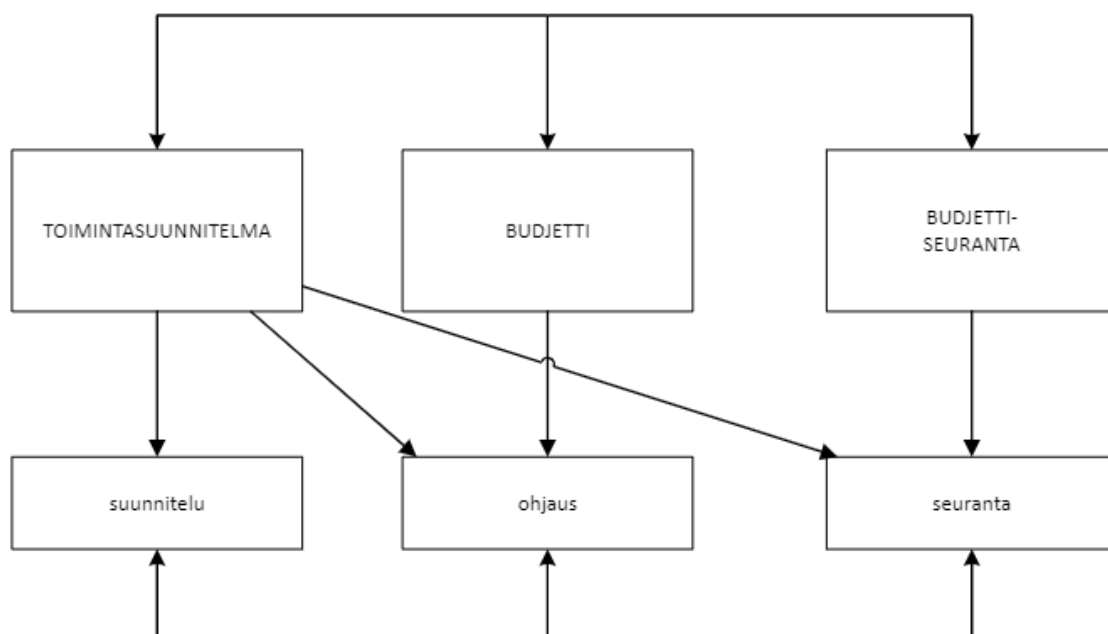 TOIMINTASUUNNITELMA
BUDJETTI
BUDJETTI-
SEURANTA
suunnitelu
ohjaus
seuranta